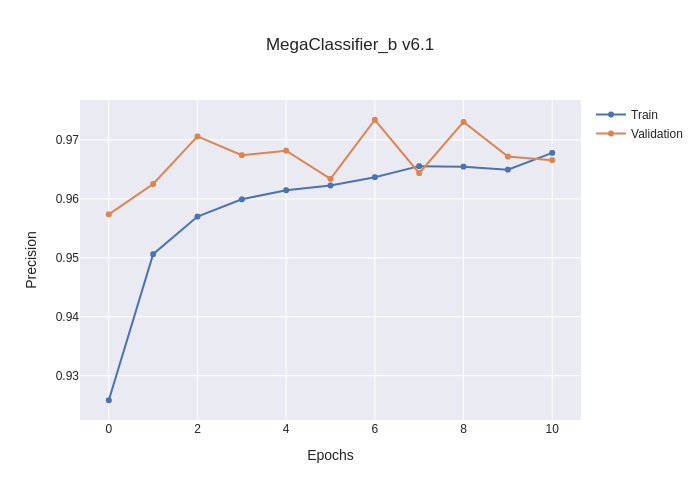 MegaClassifier_b v6.1
Train
Validation
0.97
0.96
0.95
0.94
0.93
Precision
0 2 4 6 8 10
Epochs